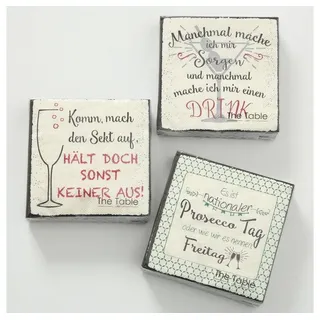 Manchmal mache
ich mir
Sorgen
und manchmal
mache ich mir einen
DRINK
The Table
Komm, mach
den Sekt auf,
HÄLT DOCH
SONST
KEINER AUS!
The Table
Es ist
nationaler
Prosecco Tag
oder wie wir es nennen
Freitag
The Table